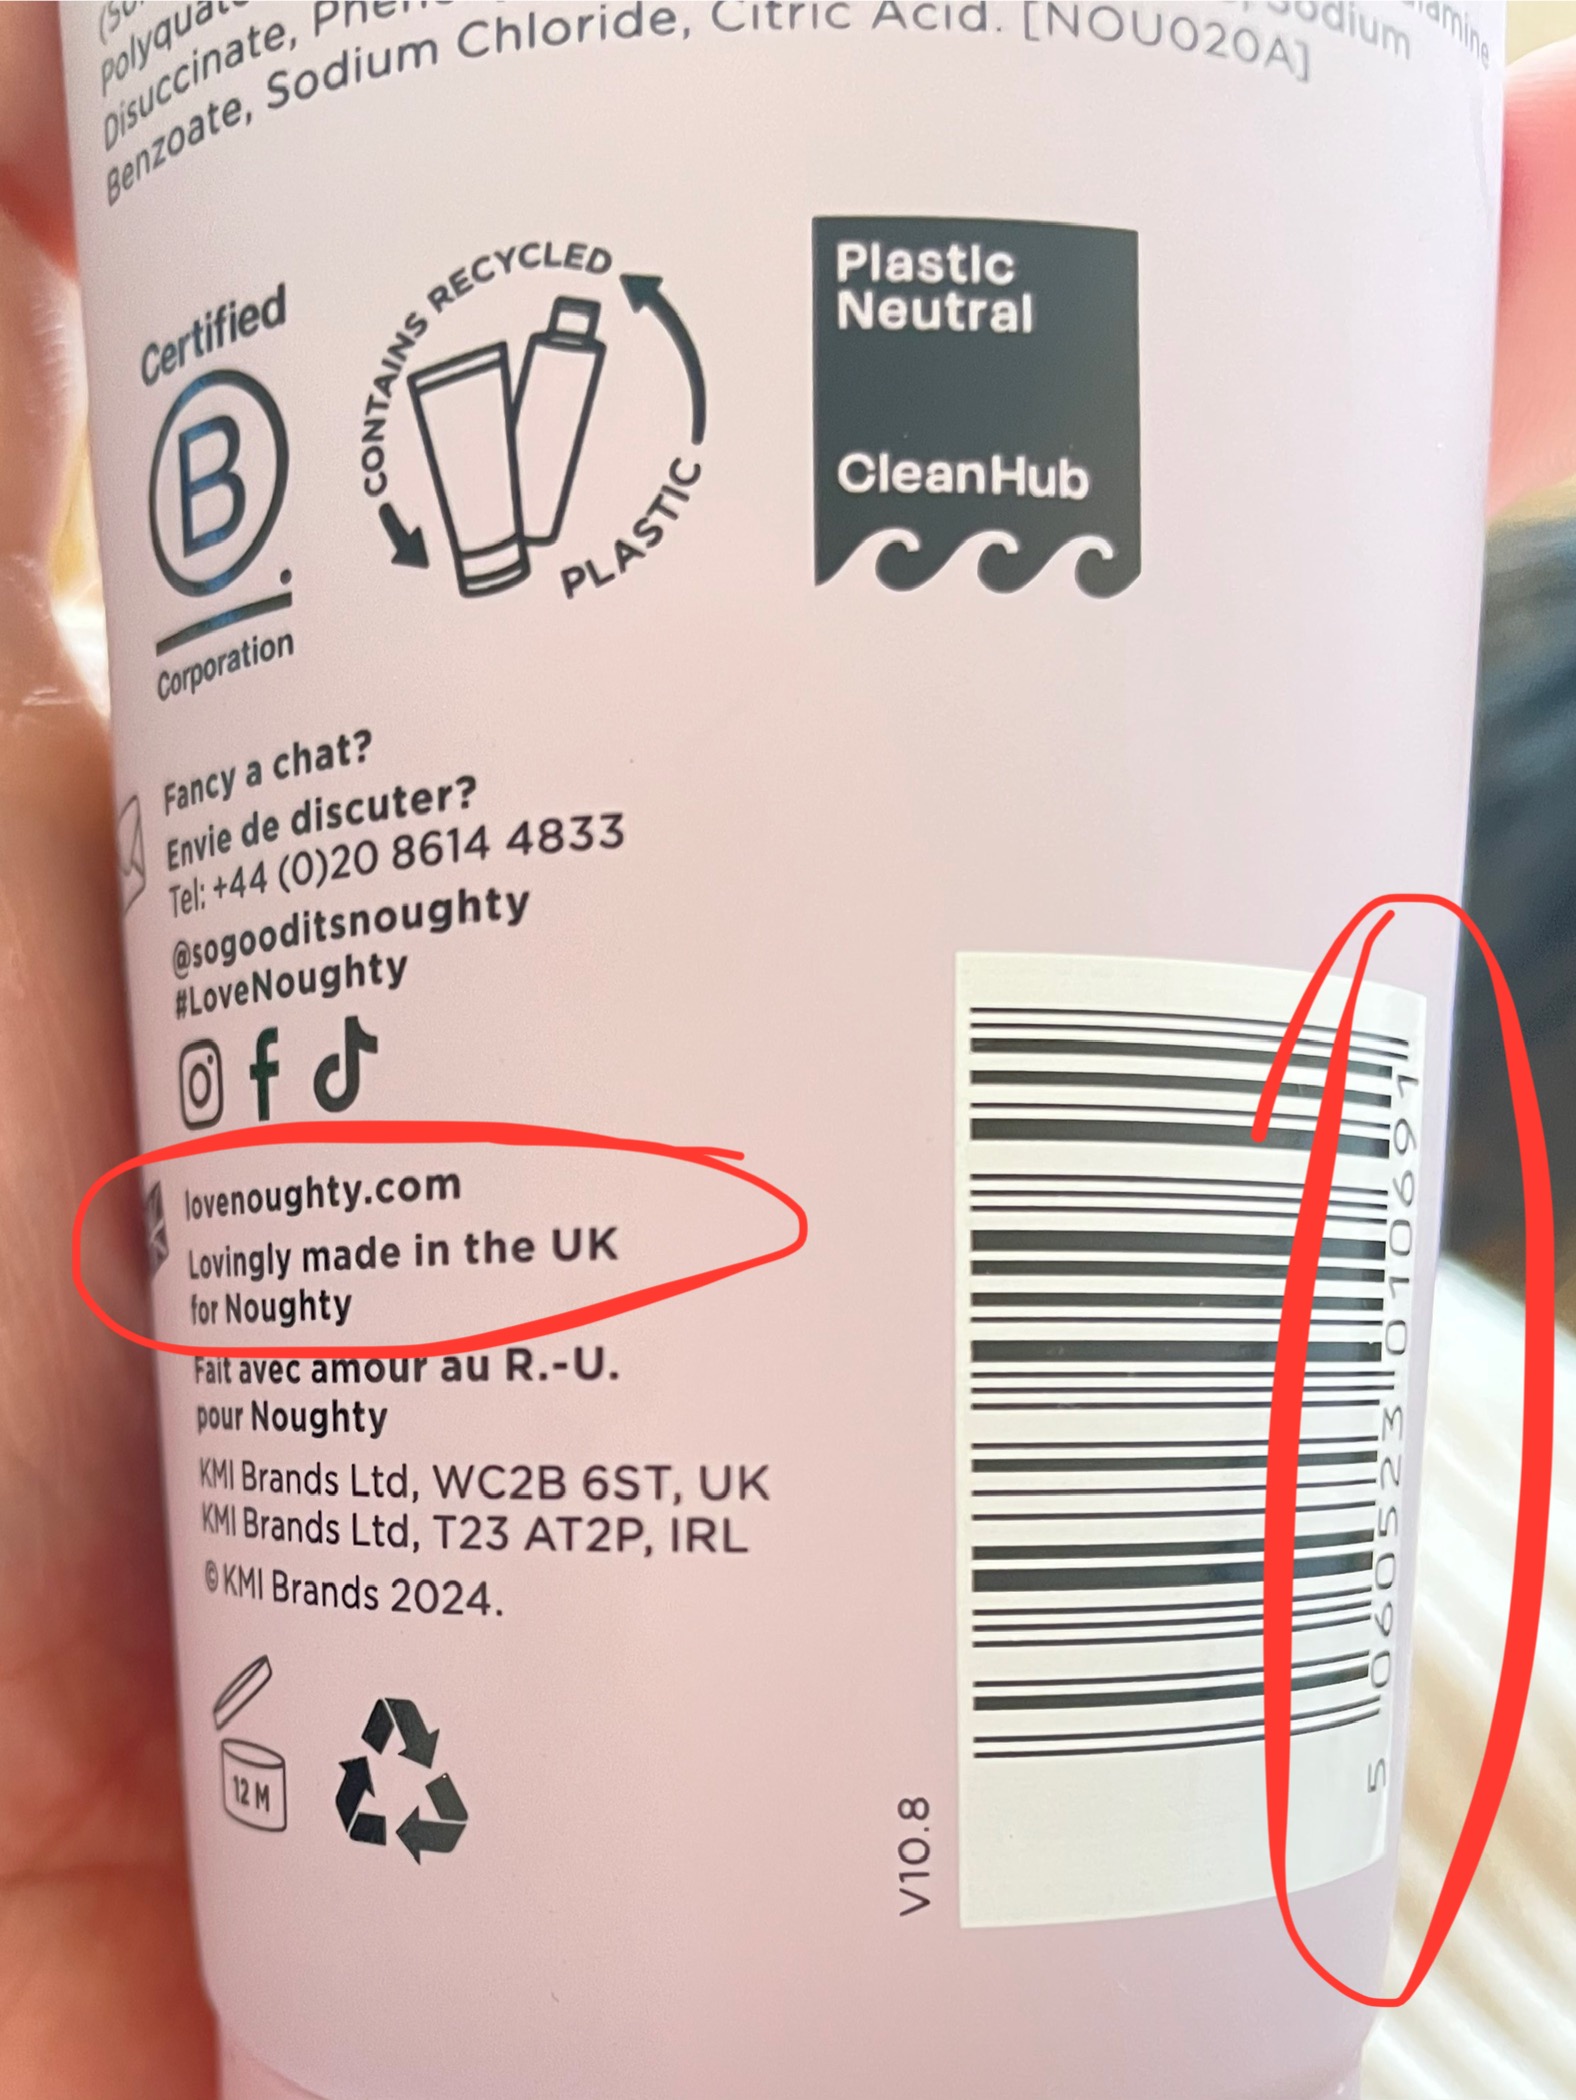 Polyquat
Disuccinate, Phen
Sodium
Benzoate, Sodium Chloride, Citric Acid. [NOU020A]
Certified
B
Corporation
CONTAINS RECYCLED
PLASTIC
Plastic
Neutral
CleanHub
Fancy a chat?
Envie de discuter?
Tel: +44 (0)20 8614 4833
@sogooditsnoughty
#LoveNoughty
lovenoughty.com
Lovingly made in the UK
for Noughty
Fait avec amour au R.-U.
pour Noughty
KMI Brands Ltd, WC2B 6ST, UK
KMI Brands Ltd, T23 AT2P, IRL
©KMI Brands 2024.
12 M
V10.8
5 060523 010691